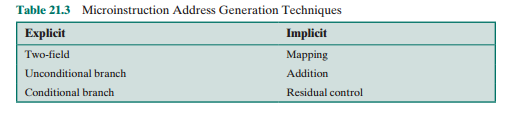 Table 21.3 Microinstruction Address Generation Techniques
Explicit Implicit
Two-field Mapping
Unconditional branch Addition
Conditional branch Residual control